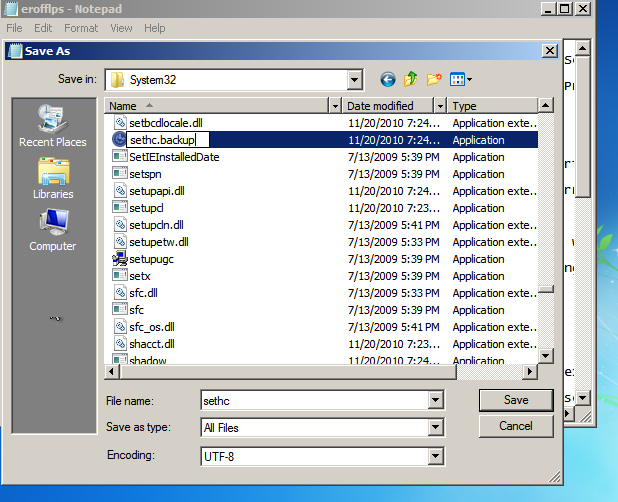 erofflps - Notepad
File Edit Format View Help
Save As
Save in: System32
Name Date modified Type
setbcdlocale.dll 11/20/2010 7:24... Application exte...
sethc.backup 11/20/2010 7:24... Application
SetIEInstalledDate 7/13/2009 5:39 PM Application
setspn 7/13/2009 5:39 PM Application
setupapi.dll 11/20/2010 7:24... Application exte...
setupcl 11/20/2010 7:23... Application
setupcln.dll 7/13/2009 5:41 PM Application exte...
setupetw.dll 7/13/2009 5:33 PM Application exte...
setupugc 7/13/2009 5:39 PM Application
setx 7/13/2009 5:39 PM Application
sfc.dll 7/13/2009 5:33 PM Application exte...
sfc 7/13/2009 5:39 PM Application
sfc_os.dll 7/13/2009 5:41 PM Application exte...
shacct.dll 11/20/2010 7:24... Application exte...
shadow 11/20/2010 7:24... Application
Recent Places
Libraries
Computer
File name: sethc Save
Save as type: All Files Cancel
Encoding: UTF-8